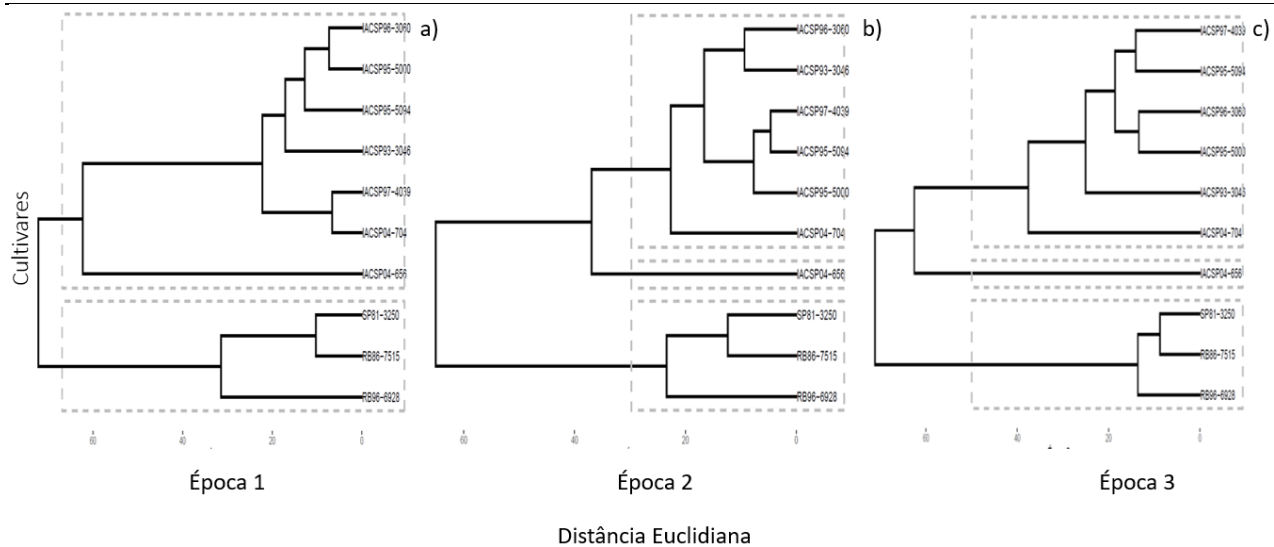 Cultivares
IACSP96-3060
IACSP95-5000
IACSP95-5094
IACSP93-3046
IACSP97-4039
IACSP04-704
IACSP04-656
SP81-3250
RB86-7515
RB96-6928
60 40 20 0
a)
Época 1
IACSP96-3060
IACSP93-3046
IACSP97-4039
IACSP95-5094
IACSP95-5000
IACSP04-704
IACSP04-656
SP81-3250
RB86-7515
RB96-6928
60 40 20 0
b)
Época 2
IACSP97-4039
IACSP95-5094
IACSP96-3060
IACSP95-5000
IACSP93-3046
IACSP04-704
IACSP04-656
SP81-3250
RB86-7515
RB96-6928
60 40 20 0
c)
Época 3
Distância Euclidiana